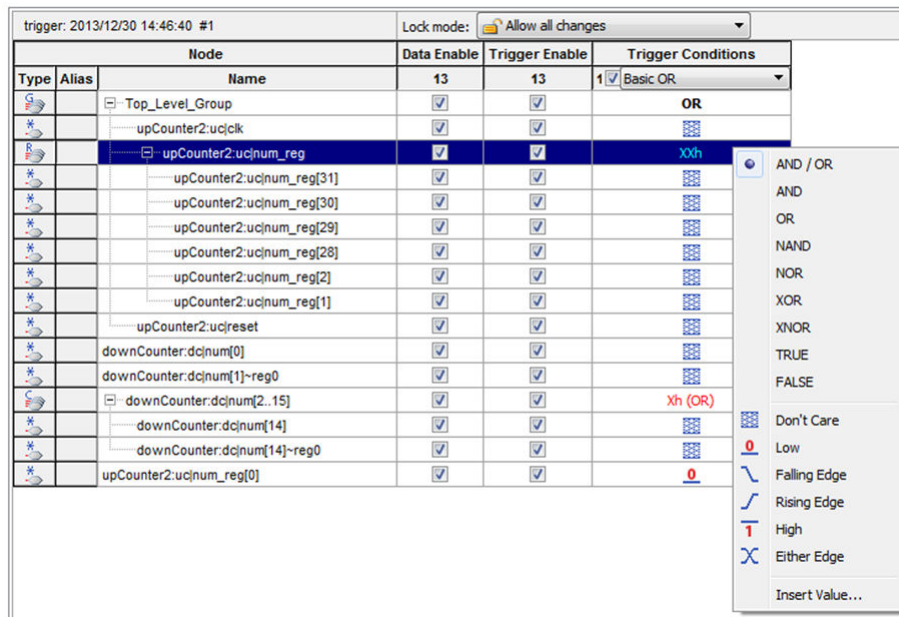 trigger: 2013/12/30 14:46:40 #1 Lock mode: Allow all changes
Node Data Enable Trigger Enable Trigger Conditions
Type Alias Name 13 13 1 Basic OR
G Top_Level_Group OR
* upCounter2:uc|clk
R upCounter2:uc|num_reg XXh
* upCounter2:uc|num_reg[31]
* upCounter2:uc|num_reg[30]
* upCounter2:uc|num_reg[29]
* upCounter2:uc|num_reg[28]
* upCounter2:uc|num_reg[2]
* upCounter2:uc|num_reg[1]
* upCounter2:uc|reset
* downCounter:dc|num[0]
* downCounter:dc|num[1]~reg0
C downCounter:dc|num[2..15] Xh (OR)
* downCounter:dc|num[14]
* downCounter:dc|num[14]~reg0
* upCounter2:uc|num_reg[0] 0
AND / OR
AND
OR
NAND
NOR
XOR
XNOR
TRUE
FALSE
Don't Care
0 Low
Falling Edge
Rising Edge
1 High
Either Edge
Insert Value...